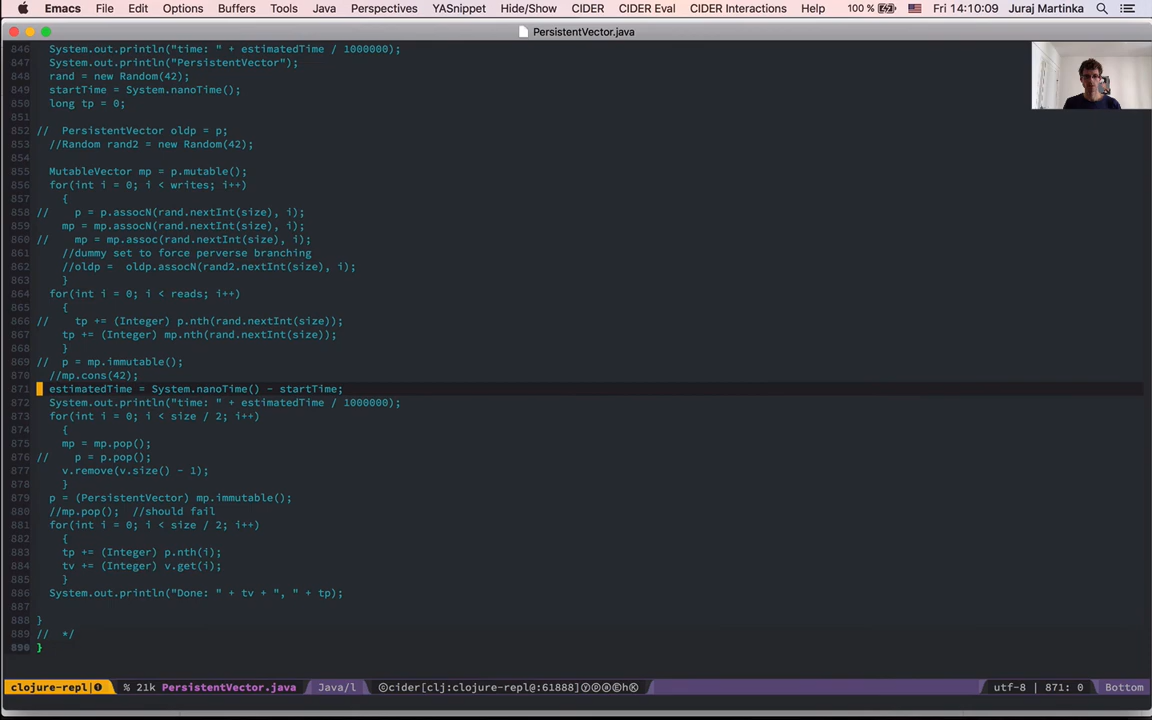 Emacs File Edit Options Buffers Tools Java Perspectives YASnippet Hide/Show CIDER CIDER Eval CIDER Interactions Help 100 % Fri 14:10:09 Juraj Martinka
PersistentVector.java
846 System.out.println("time: " + estimatedTime / 1000000);
847 System.out.println("PersistentVector");
848 rand = new Random(42);
849 startTime = System.nanoTime();
850 long tp = 0;
851
852 // PersistentVector oldp = p;
853 //Random rand2 = new Random(42);
854
855 MutableVector mp = p.mutable();
856 for(int i = 0; i < writes; i++)
857 {
858 // p = p.assocN(rand.nextInt(size), i);
859 mp = mp.assocN(rand.nextInt(size), i);
860 // mp = mp.assoc(rand.nextInt(size), i);
861 //dummy set to force perverse branching
862 //oldp = oldp.assocN(rand2.nextInt(size), i);
863 }
864 for(int i = 0; i < reads; i++)
865 {
866 // tp += (Integer) p.nth(rand.nextInt(size));
867 tp += (Integer) mp.nth(rand.nextInt(size));
868 }
869 // p = mp.immutable();
870 //mp.cons(42);
871 estimatedTime = System.nanoTime() - startTime;
872 System.out.println("time: " + estimatedTime / 1000000);
873 for(int i = 0; i < size / 2; i++)
874 {
875 mp = mp.pop();
876 // p = p.pop();
877 v.remove(v.size() - 1);
878 }
879 p = (PersistentVector) mp.immutable();
880 //mp.pop(); //should fail
881 for(int i = 0; i < size / 2; i++)
882 {
883 tp += (Integer) p.nth(i);
884 tv += (Integer) v.get(i);
885 }
886 System.out.println("Done: " + tv + ", " + tp);
887
888 }
889 // */
890 }
clojure-repl|❶ % 21k PersistentVector.java Java/l ⓒcider[clj:clojure-repl@:61888]ⓨⓟⓐⓒⓗⓀ utf-8 | 871: 0 Bottom